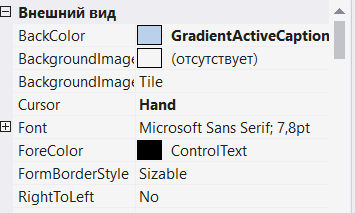 Внешний вид
BackColor GradientActiveCaption
BackgroundImage (отсутствует)
BackgroundImage Tile
Cursor Hand
Font Microsoft Sans Serif; 7,8pt
ForeColor ControlText
FormBorderStyle Sizable
RightToLeft No